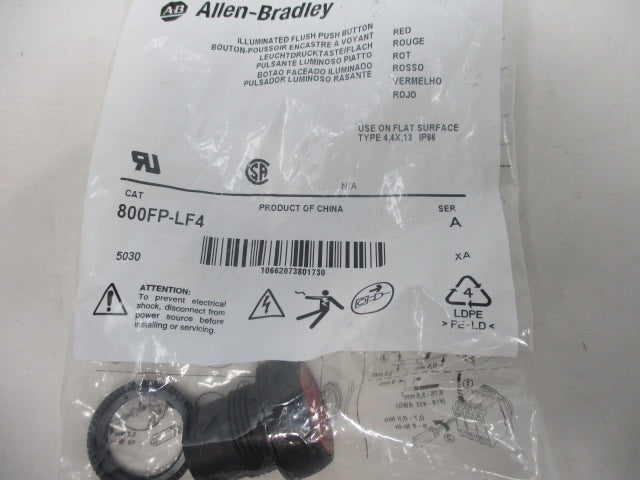 AB Allen-Bradley
ILLUMINATED FLUSH PUSH BUTTON RED
BOUTON-POUSSOIR ENCASTRE A VOYANT ROUGE
LEUCHTDRUCKTASTEIFLACH ROT
PULSANTE LUMINOSO PIATTO ROSSO
BOTAO FACEADO ILUMINADO VERMELHO
PULSADOR LUMINOSO RASANTE ROJO
USE ON FLAT SURFACE
TYPE 4,4X,13 IP66
N/A
CAT
800FP-LF4
PRODUCT OF CHINA
SER
A
5030
10662073801730
XA
ATTENTION:
To prevent electrical
shock, disconnect from
power source before
installing or servicing.
4
LDPE
>PE-LD<